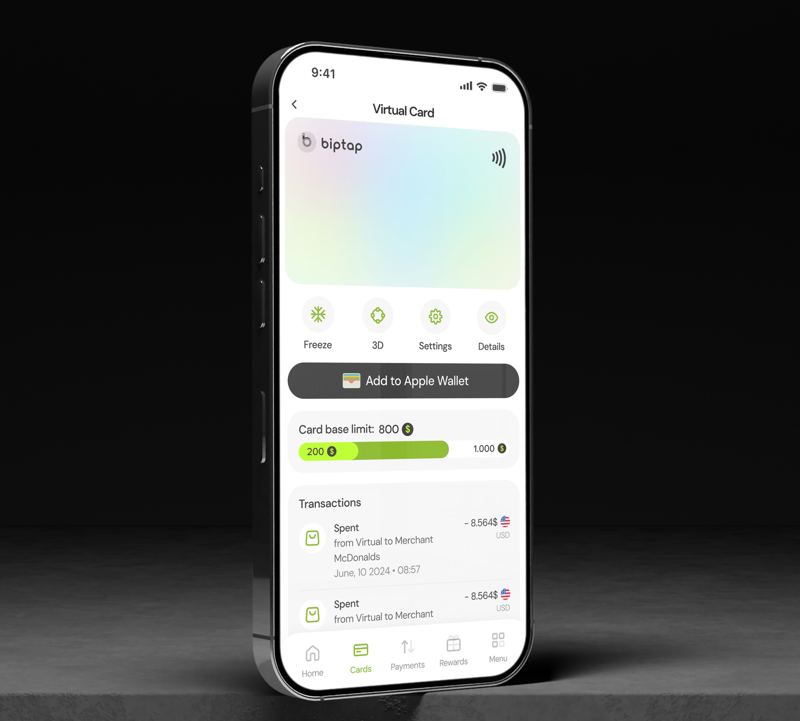 9:41
Virtual Card
b biptap
Freeze 3D Settings Details
Add to Apple Wallet
Card base limit: 800 $
200 $ 1.000 $
Transactions
Spent - 8.564$
from Virtual to Merchant USD
McDonalds
June, 10 2024 • 08:57
Spent - 8.564$
from Virtual to Merchant USD
Home Cards Payments Rewards Menu